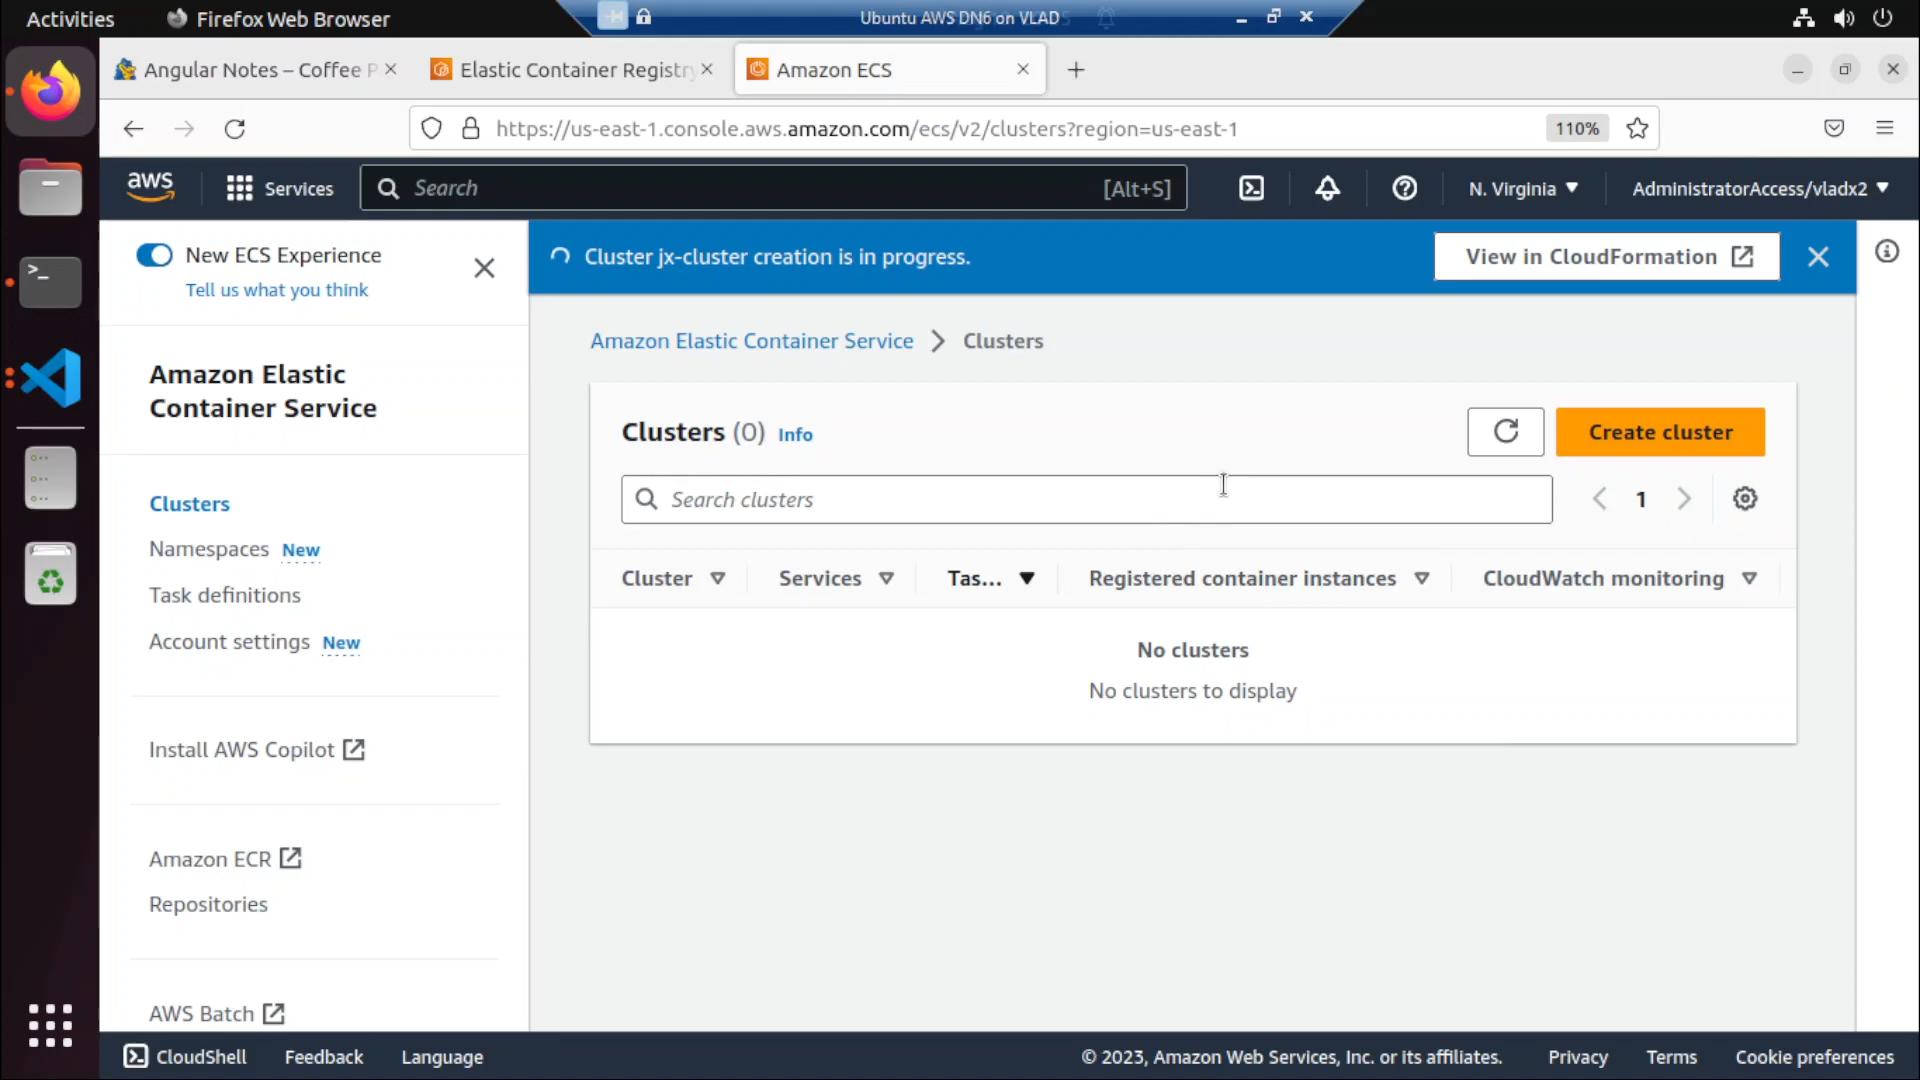 Activities
Firefox Web Browser
Ubuntu AWS DN6 on VLAD
Angular Notes – Coffee P
Elastic Container Registry
Amazon ECS
https://us-east-1.console.aws.amazon.com/ecs/v2/clusters?region=us-east-1
110%
aws
Services
Search
[Alt+S]
N. Virginia
AdministratorAccess/vladx2
New ECS Experience
Tell us what you think
Cluster jx-cluster creation is in progress.
View in CloudFormation
Amazon Elastic
Container Service
Clusters
Namespaces New
Task definitions
Account settings New
Install AWS Copilot
Amazon ECR
Repositories
AWS Batch
Amazon Elastic Container Service
Clusters
Clusters (0) Info
Create cluster
Search clusters
1
Cluster
Services
Tas...
Registered container instances
CloudWatch monitoring
No clusters
No clusters to display
CloudShell
Feedback
Language
© 2023, Amazon Web Services, Inc. or its affiliates.
Privacy
Terms
Cookie preferences